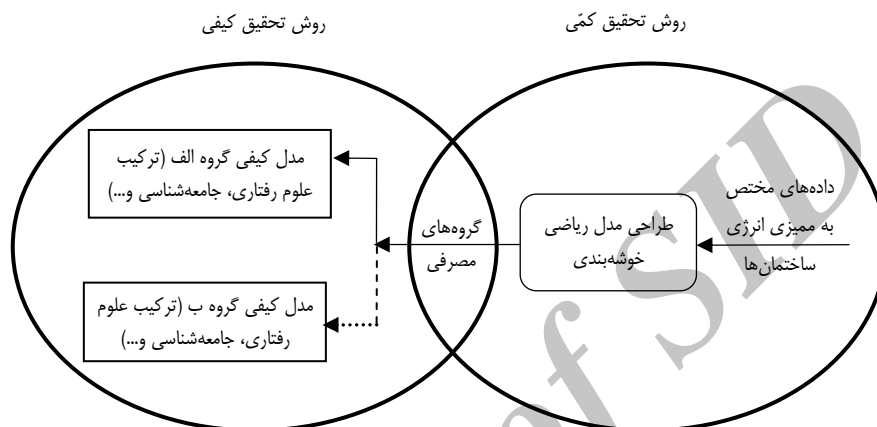 روش تحقیق کمّی
روش تحقیق کیفی
داده‌های مختص
به ممیزی انرژی
ساختمان‌ها
طراحی مدل ریاضی
خوشه‌بندی
گروه‌های
مصرفی
مدل کیفی گروه الف (ترکیب
علوم رفتاری، جامعه‌شناسی و...)
مدل کیفی گروه ب (ترکیب علوم
رفتاری، جامعه‌شناسی و...)
of SID